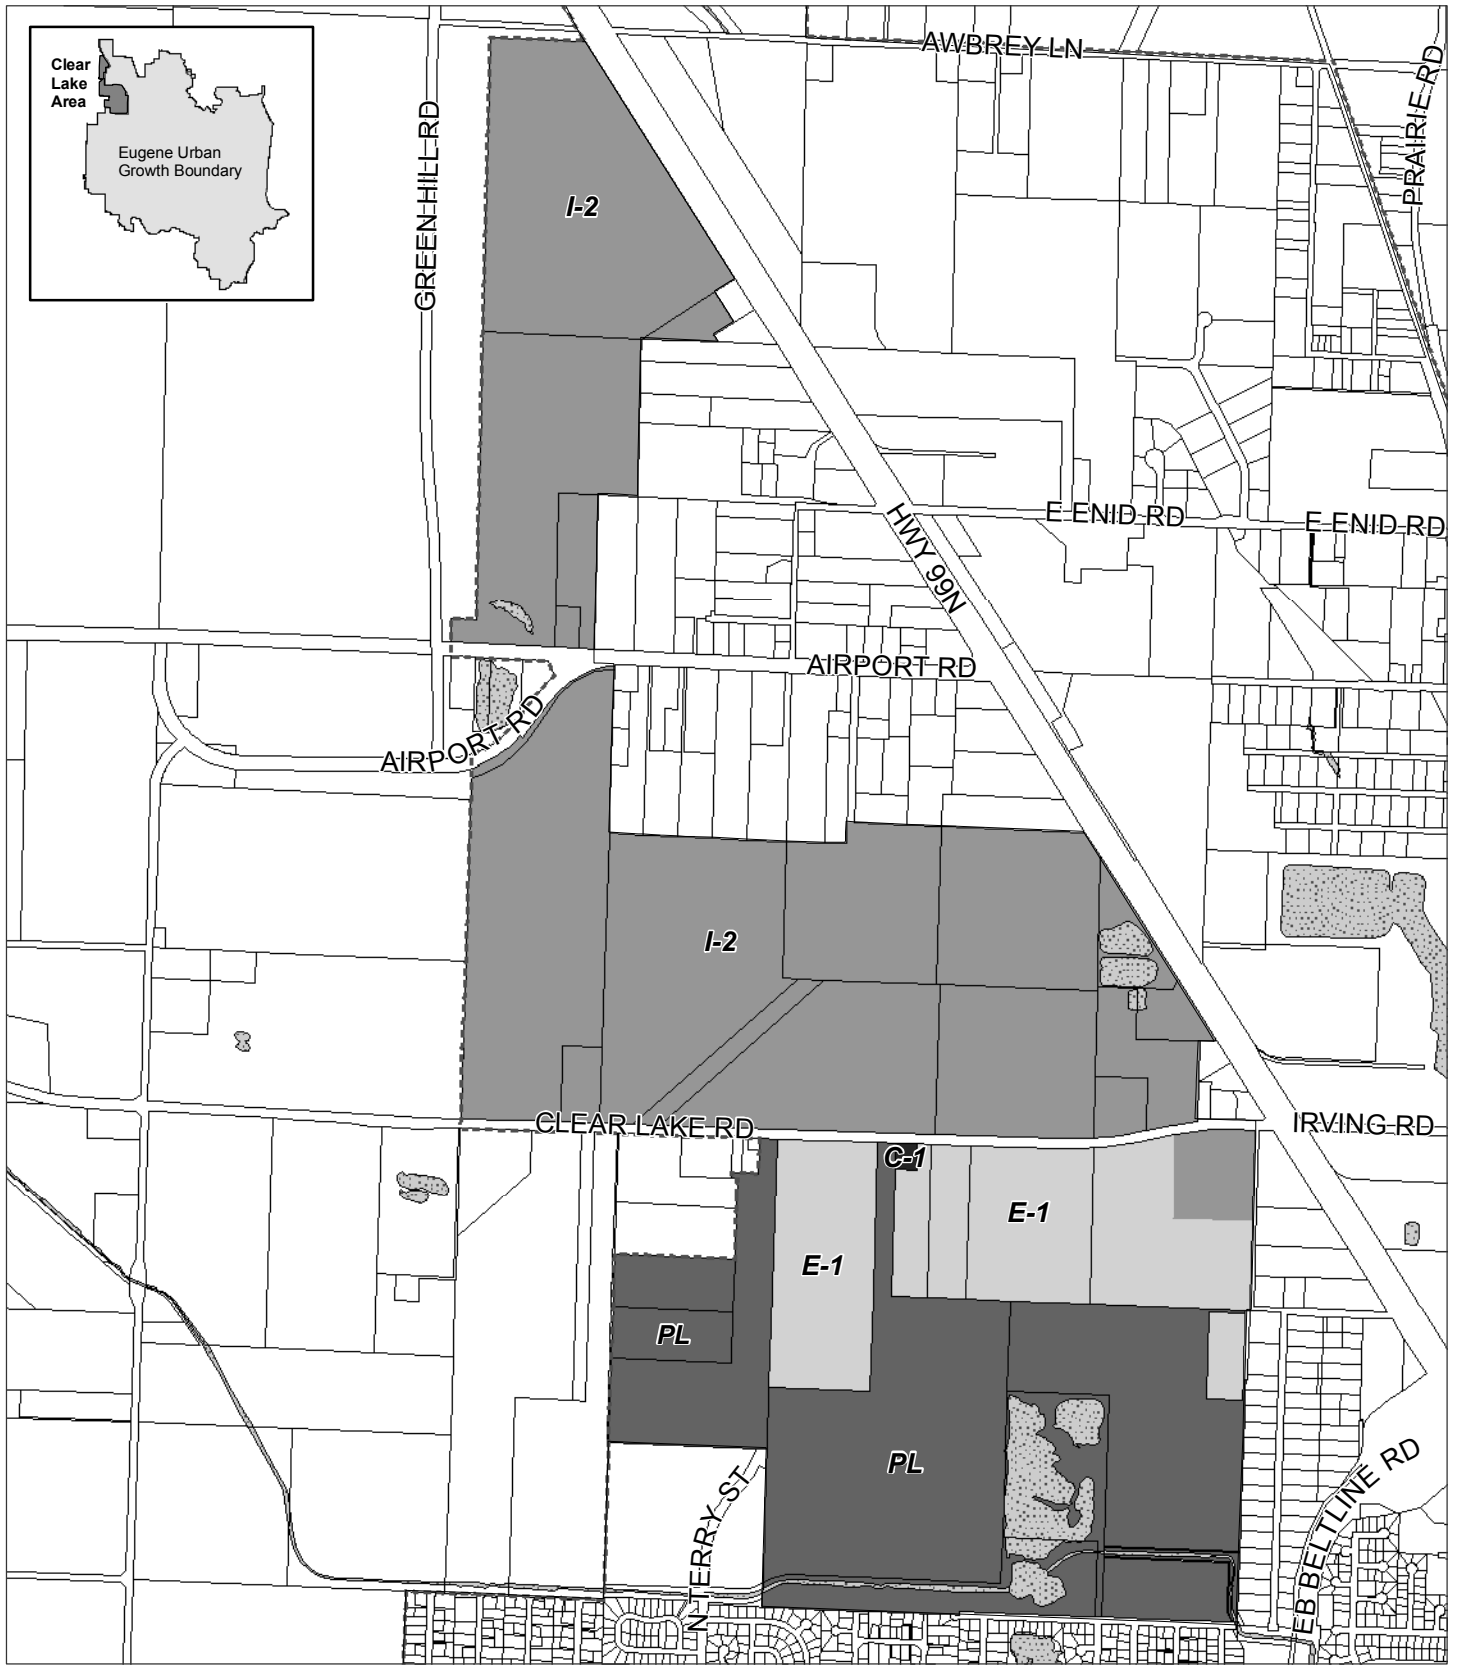 Clear
Lake
Area
Eugene Urban
Growth Boundary
AWBREY LN
PRAIRIE RD
GREEN HILL RD
I-2
HWY 99N
E ENID RD
E ENID RD
AIRPORT RD
AIRPORT RD
I-2
CLEAR LAKE RD
IRVING RD
C-1
E-1
E-1
PL
PL
N TERRY ST
EB BELTLINE RD